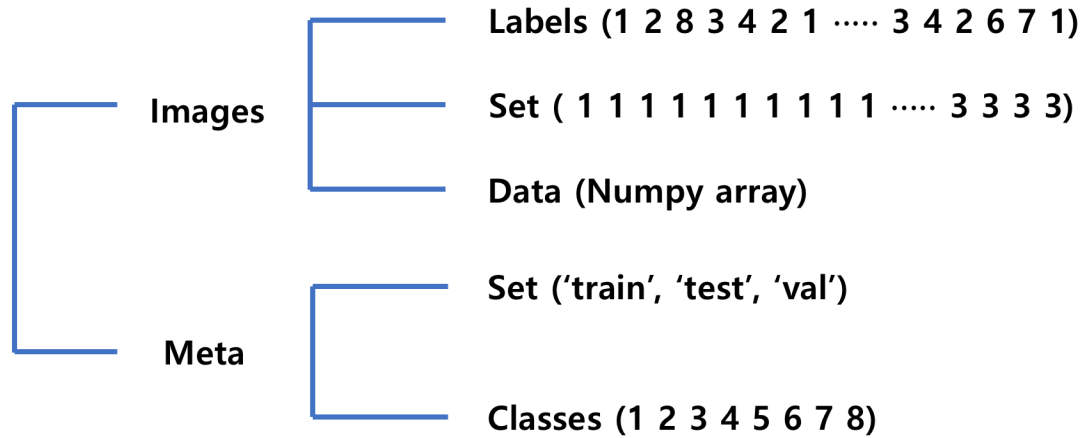 Labels (1 2 8 3 4 2 1 ····· 3 4 2 6 7 1)
Images
Set ( 1 1 1 1 1 1 1 1 1 1 ····· 3 3 3 3)
Data (Numpy array)
Set (‘train’, ‘test’, ‘val’)
Meta
Classes (1 2 3 4 5 6 7 8)